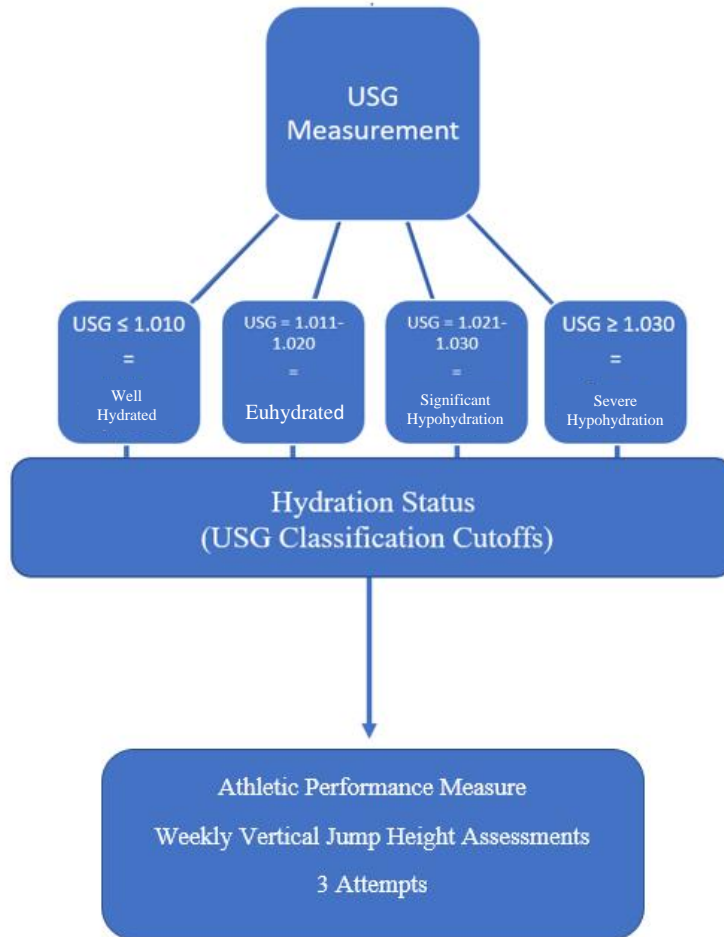 USG
Measurement
USG ≤ 1.010
=
Well
Hydrated
USG = 1.011-
1.020
=
Euhydrated
USG = 1.021-
1.030
=
Significant
Hypohydration
USG ≥ 1.030
=
Severe
Hypohydration
Hydration Status
(USG Classification Cutoffs)
Athletic Performance Measure
Weekly Vertical Jump Height Assessments
3 Attempts